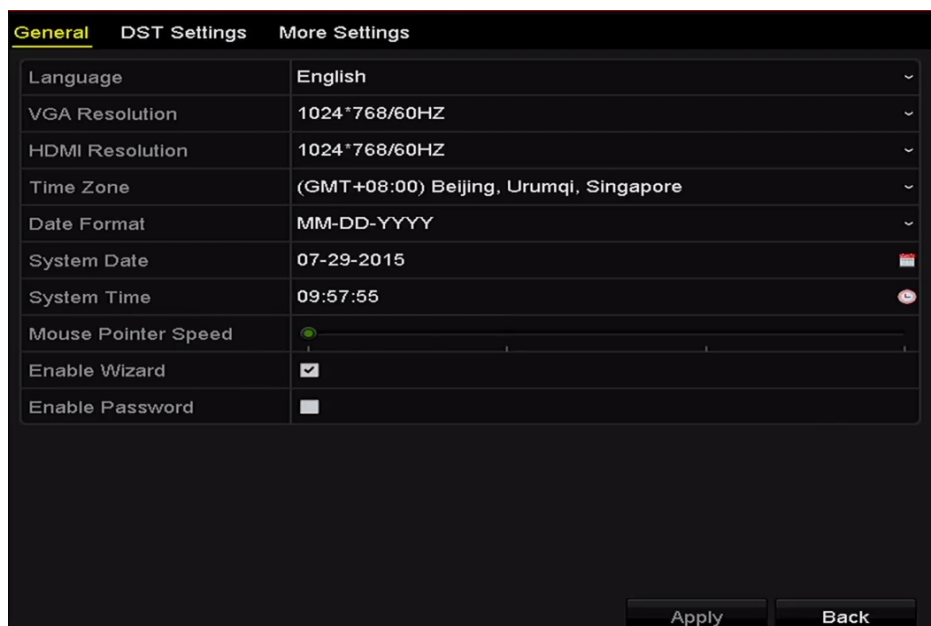 General DST Settings More Settings
Language English
VGA Resolution 1024*768/60HZ
HDMI Resolution 1024*768/60HZ
Time Zone (GMT+08:00) Beijing, Urumqi, Singapore
Date Format MM-DD-YYYY
System Date 07-29-2015
System Time 09:57:55
Mouse Pointer Speed
Enable Wizard
Enable Password
Apply Back